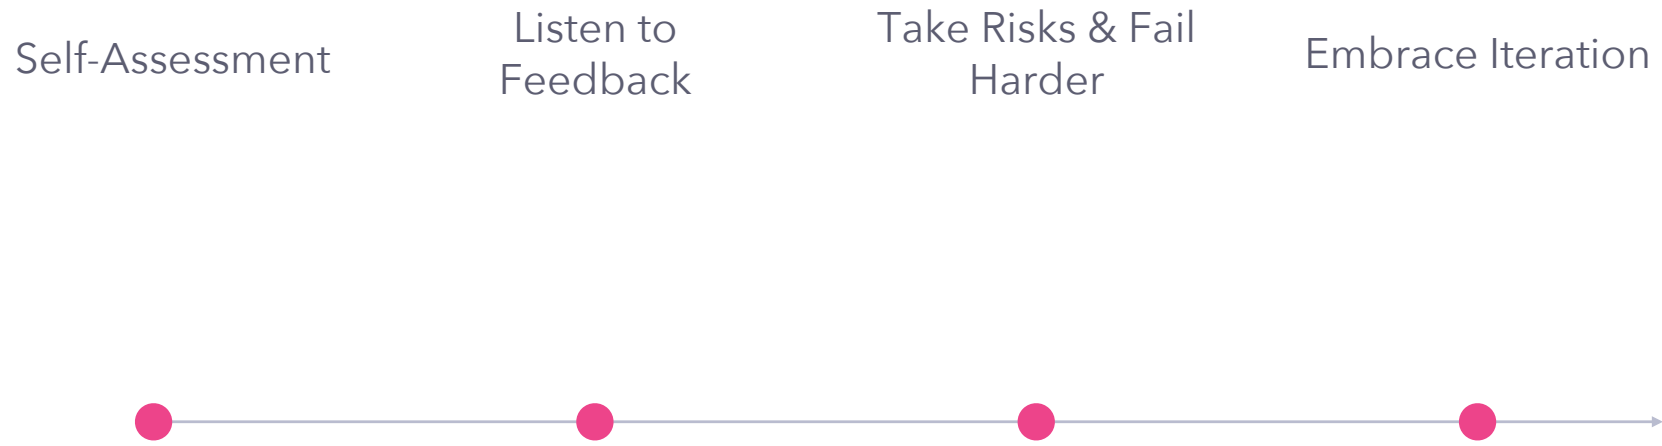 Self-Assessment
Listen to
Feedback
Take Risks & Fail
Harder
Embrace Iteration